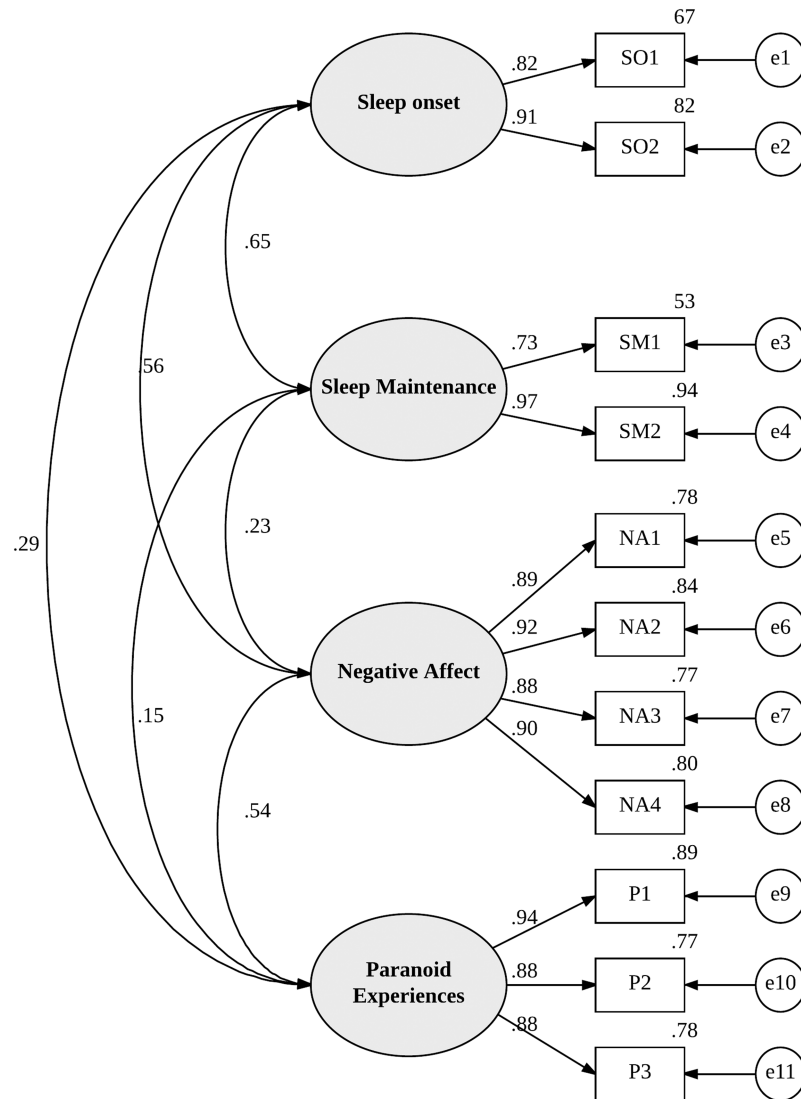 67
.82
SO1
e1
Sleep onset
.91
82
SO2
e2
.65
53
.73
SM1
e3
.56
Sleep Maintenance
.97
.94
SM2
e4
.78
.23
NA1
e5
.29
.89
.84
.92
NA2
e6
Negative Affect
.88
.77
NA3
e7
.15
.90
.80
.54
NA4
e8
.89
.94
P1
e9
.77
Paranoid
Experiences
.88
P2
e10
.88
.78
P3
e11